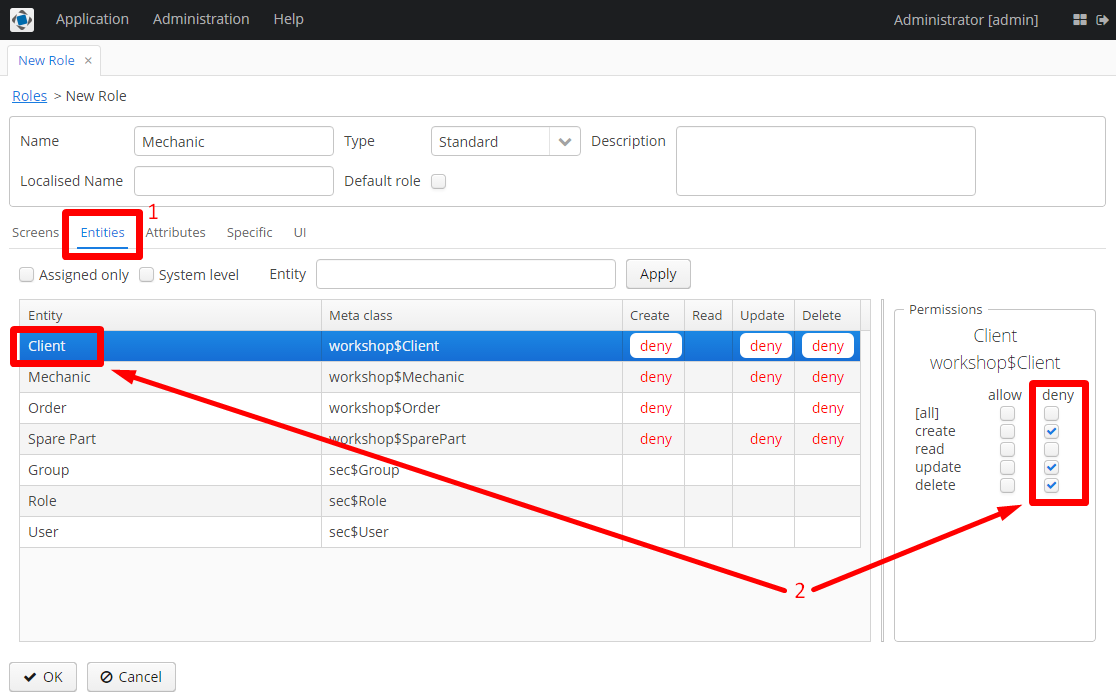 Application Administration Help Administrator [admin]
New Role ×
Roles > New Role
Name Mechanic Type Standard Description
Localised Name Default role
1
Screens Entities Attributes Specific UI
Assigned only System level Entity Apply
Entity Meta class Create Read Update Delete
Client workshop$Client deny deny deny
Mechanic workshop$Mechanic deny deny deny
Order workshop$Order deny deny
Spare Part workshop$SparePart deny deny deny
Group sec$Group
Role sec$Role
User sec$User
Permissions
Client
workshop$Client
allow deny
[all]
create
read
update
delete
2
OK Cancel